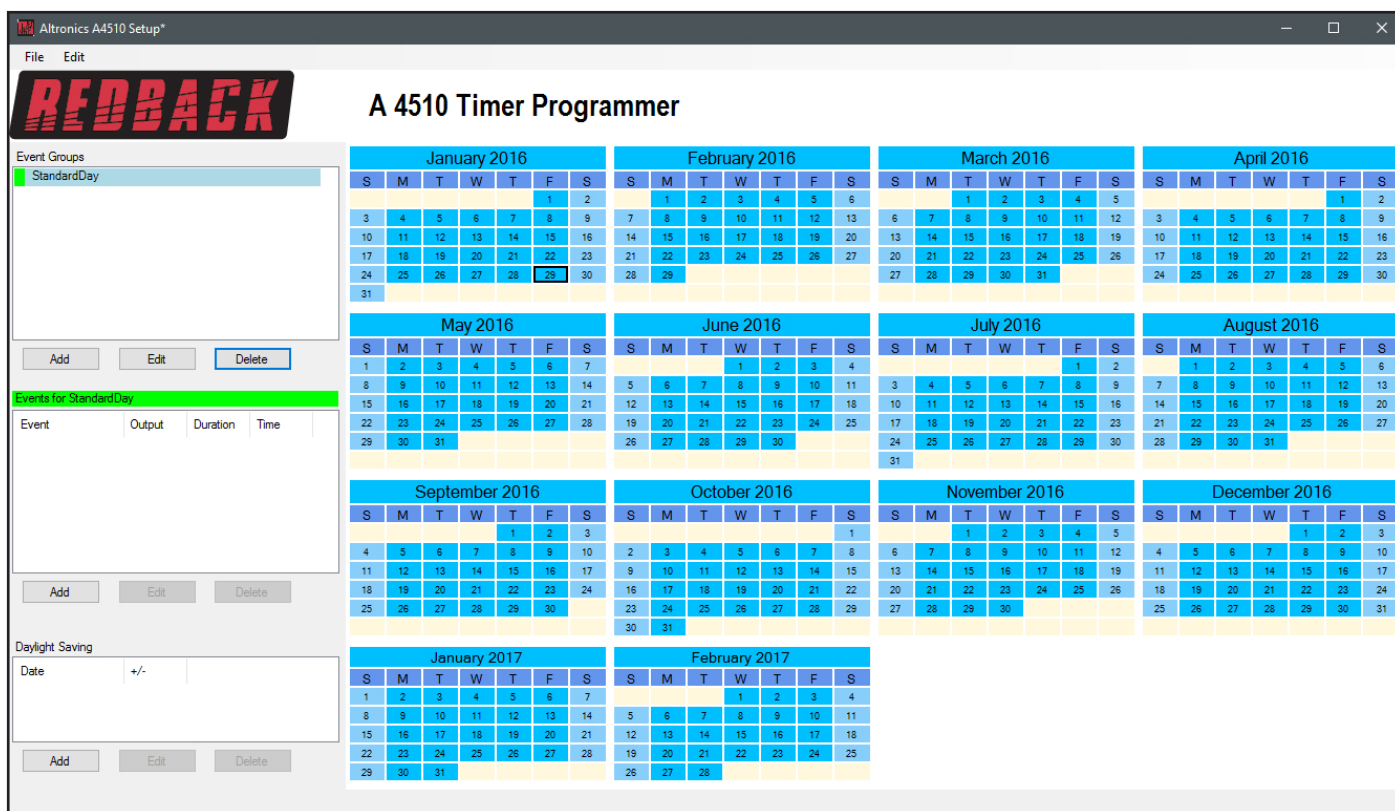 Altronics A4510 Setup*
File Edit
REDBACK
A 4510 Timer Programmer
Event Groups
StandardDay
Add Edit Delete
Events for StandardDay
Event Output Duration Time
Add Edit Delete
Daylight Saving
Date +/-
Add Edit Delete
January 2016
S M T W T F S
1 2
3 4 5 6 7 8 9
10 11 12 13 14 15 16
17 18 19 20 21 22 23
24 25 26 27 28 29 30
31
February 2016
S M T W T F S
1 2 3 4 5 6
7 8 9 10 11 12 13
14 15 16 17 18 19 20
21 22 23 24 25 26 27
28 29
March 2016
S M T W T F S
1 2 3 4 5
6 7 8 9 10 11 12
13 14 15 16 17 18 19
20 21 22 23 24 25 26
27 28 29 30 31
April 2016
S M T W T F S
1 2
3 4 5 6 7 8 9
10 11 12 13 14 15 16
17 18 19 20 21 22 23
24 25 26 27 28 29 30
May 2016
S M T W T F S
1 2 3 4 5 6 7
8 9 10 11 12 13 14
15 16 17 18 19 20 21
22 23 24 25 26 27 28
29 30 31
June 2016
S M T W T F S
1 2 3 4
5 6 7 8 9 10 11
12 13 14 15 16 17 18
19 20 21 22 23 24 25
26 27 28 29 30
July 2016
S M T W T F S
1 2
3 4 5 6 7 8 9
10 11 12 13 14 15 16
17 18 19 20 21 22 23
24 25 26 27 28 29 30
31
August 2016
S M T W T F S
1 2 3 4 5 6
7 8 9 10 11 12 13
14 15 16 17 18 19 20
21 22 23 24 25 26 27
28 29 30 31
September 2016
S M T W T F S
1 2 3
4 5 6 7 8 9 10
11 12 13 14 15 16 17
18 19 20 21 22 23 24
25 26 27 28 29 30
October 2016
S M T W T F S
1
2 3 4 5 6 7 8
9 10 11 12 13 14 15
16 17 18 19 20 21 22
23 24 25 26 27 28 29
30 31
November 2016
S M T W T F S
1 2 3 4 5
6 7 8 9 10 11 12
13 14 15 16 17 18 19
20 21 22 23 24 25 26
27 28 29 30
December 2016
S M T W T F S
1 2 3
4 5 6 7 8 9 10
11 12 13 14 15 16 17
18 19 20 21 22 23 24
25 26 27 28 29 30 31
January 2017
S M T W T F S
1 2 3 4 5 6 7
8 9 10 11 12 13 14
15 16 17 18 19 20 21
22 23 24 25 26 27 28
29 30 31
February 2017
S M T W T F S
1 2 3 4
5 6 7 8 9 10 11
12 13 14 15 16 17 18
19 20 21 22 23 24 25
26 27 28